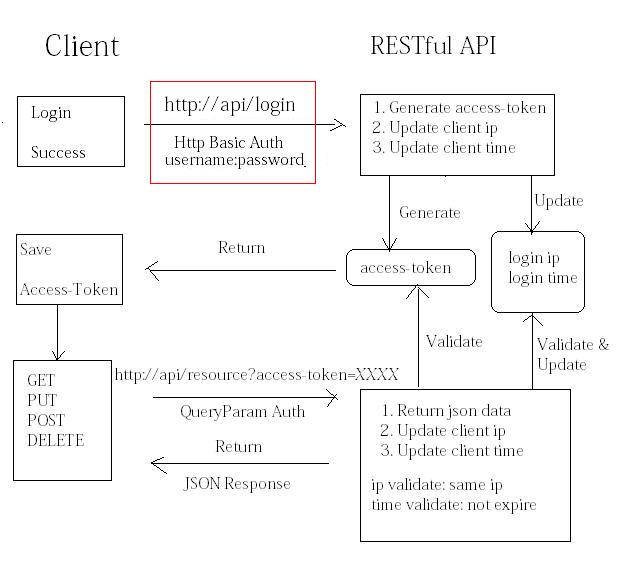 Client
RESTful API
Login
Success
http://api/login
Http Basic Auth
username:password.
1. Generate access-token
2. Update client ip
3. Update client time
Generate
Update
Save
Access-Token
Return
access-token
login ip
login time
Validate
Validate &
Update
GET
PUT
POST
DELETE
http://api/resource?access-token=XXXX
QueryParam Auth
Return
JSON Response
1. Return json data
2. Update client ip
3. Update client time
ip validate: same ip
time validate: not expire